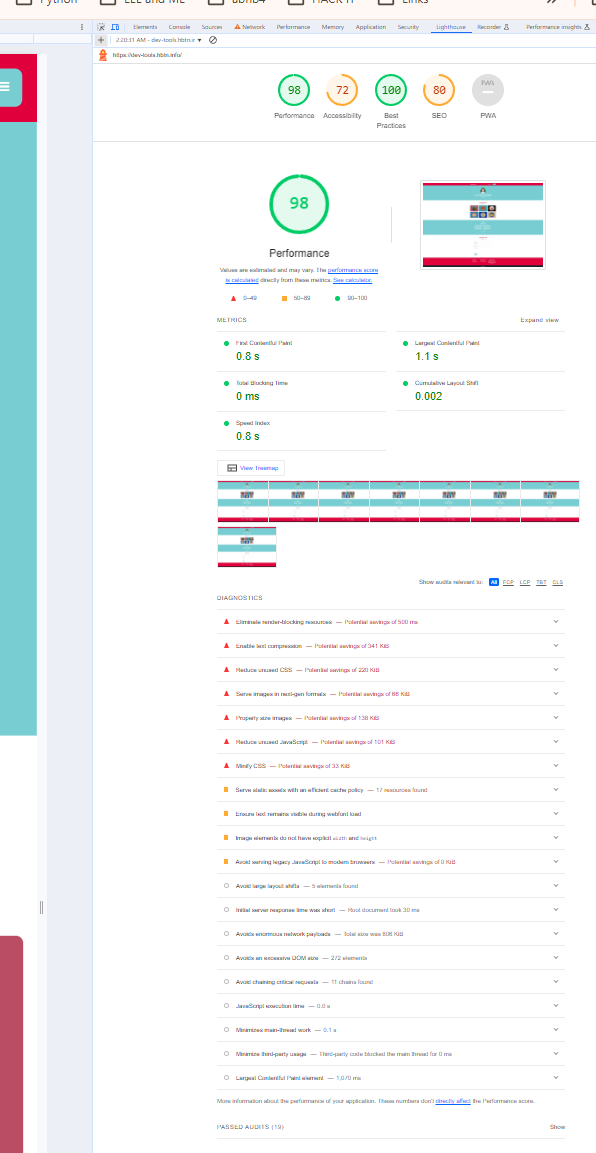 Python
Links
Elements Console Sources Network Performance Memory Application Security Lighthouse Recorder Performance insights
2:20:31 AM - dev-tools.hbtn.ir
https://dev-tools.hbtn.info/
98 72 100 80
Performance Accessibility Best Practices SEO PWA
98
Performance
Values are estimated and may vary. The performance score
is calculated directly from these metrics. See calculator.
0–49 50–89 90–100
METRICS Expand view
First Contentful Paint
0.8 s
Largest Contentful Paint
1.1 s
Total Blocking Time
0 ms
Cumulative Layout Shift
0.002
Speed Index
0.8 s
View Treemap
Show audits relevant to: All FCP LCP TBT CLS
DIAGNOSTICS
Eliminate render-blocking resources — Potential savings of 500 ms
Enable text compression — Potential savings of 341 KiB
Reduce unused CSS — Potential savings of 220 KiB
Serve images in next-gen formats — Potential savings of 66 KiB
Properly size images — Potential savings of 138 KiB
Reduce unused JavaScript — Potential savings of 101 KiB
Minify CSS — Potential savings of 33 KiB
Serve static assets with an efficient cache policy — 17 resources found
Ensure text remains visible during webfont load
Image elements do not have explicit width and height
Avoid serving legacy JavaScript to modern browsers — Potential savings of 0 KiB
Avoid large layout shifts — 5 elements found
Initial server response time was short — Root document took 30 ms
Avoids enormous network payloads — Total size was 806 KiB
Avoids an excessive DOM size — 272 elements
Avoid chaining critical requests — 11 chains found
JavaScript execution time — 0.0 s
Minimizes main-thread work — 0.1 s
Minimize third-party usage — Third-party code blocked the main thread for 0 ms
Largest Contentful Paint element — 1,070 ms
More information about the performance of your application. These numbers don't directly affect the Performance score.
PASSED AUDITS (19) Show